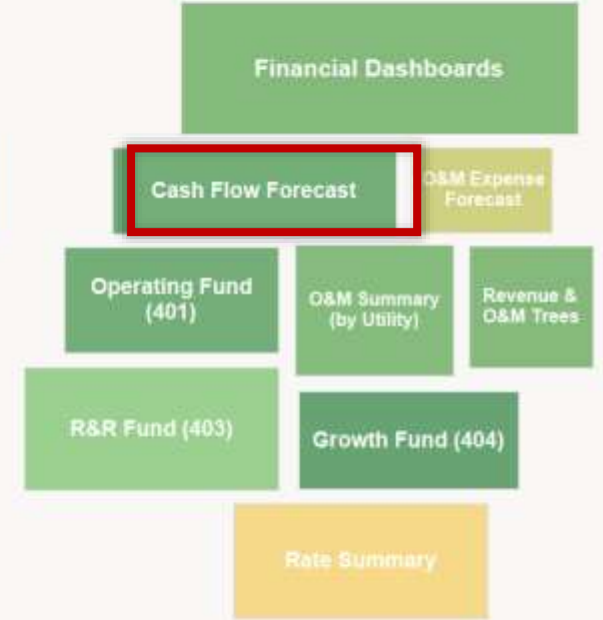 Financial Dashboards
Cash Flow Forecast
O&M Expense
Forecast
Operating Fund
(401)
O&M Summary
(by Utility)
Revenue &
O&M Trees
R&R Fund (403)
Growth Fund (404)
Rate Summary